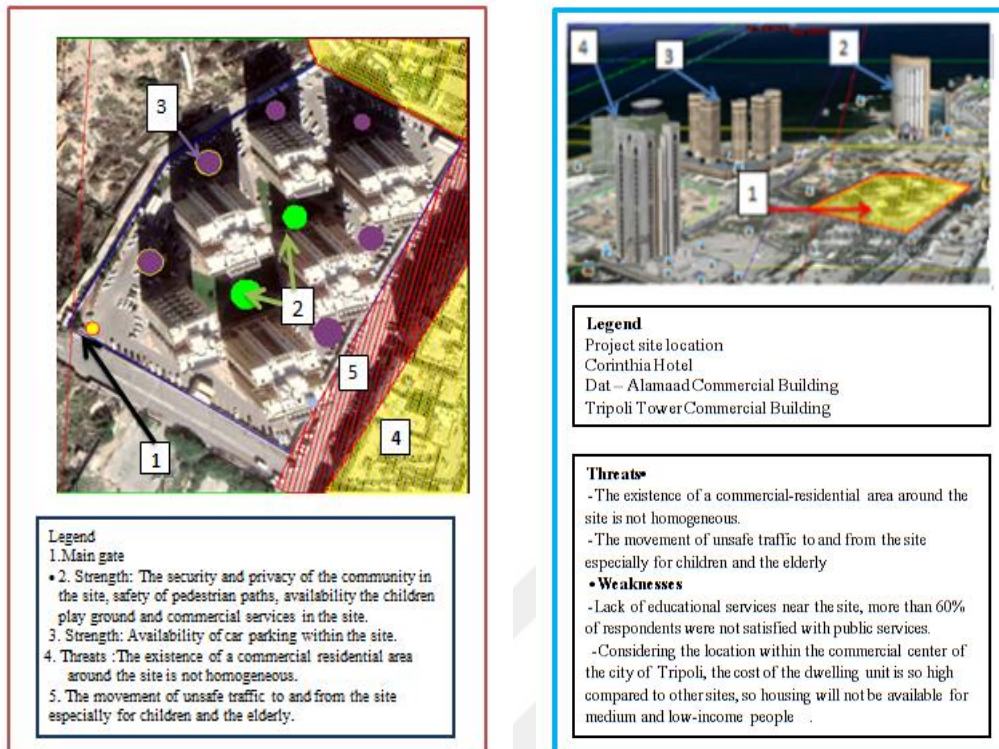 3
2
5
4
1
Legend
1.Main gate
• 2. Strength: The security and privacy of the community in
the site, safety of pedestrian paths, availability the children
play ground and commercial services in the site.
3. Strength: Availability of car parking within the site.
4. Threats :The existence of a commercial residential area
around the site is not homogeneous.
5. The movement of unsafe traffic to and from the site
especially for children and the elderly.
4
3
2
1
Legend
Project site location
Corinthia Hotel
Dat – Alamaad Commercial Building
Tripoli Tower Commercial Building
Threats•
-The existence of a commercial-residential area around the
site is not homogeneous.
-The movement of unsafe traffic to and from the site
especially for children and the elderly
• Weaknesses
-Lack of educational services near the site, more than 60%
of respondents were not satisfied with public services.
-Considering the location within the commercial center of
the city of Tripoli, the cost of the dwelling unit is so high
compared to other sites, so housing will not be available for
medium and low-income people .